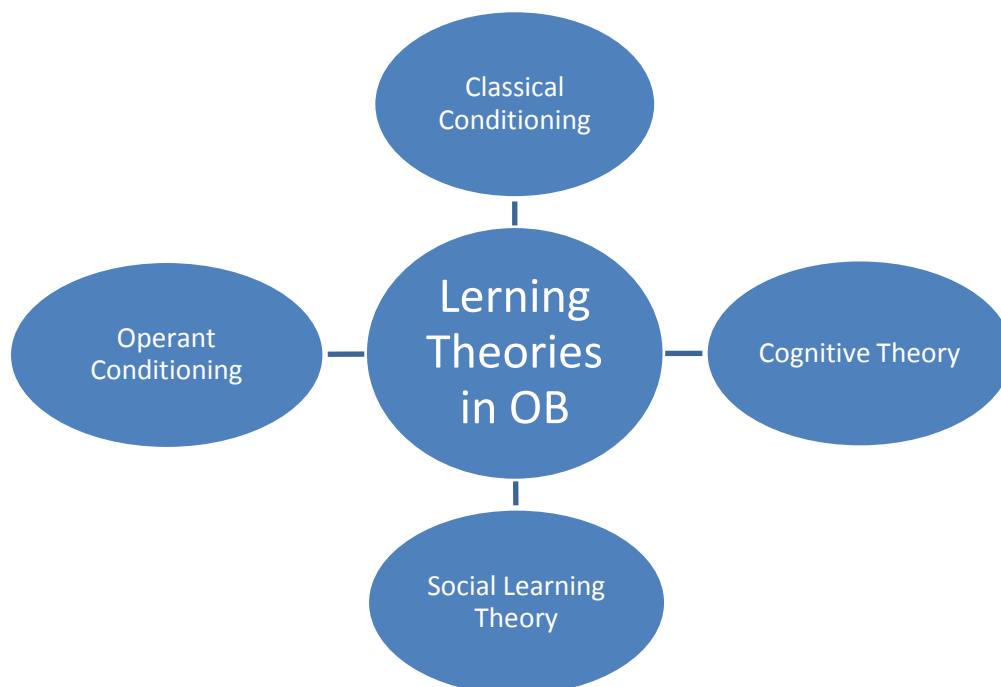 Classical
Conditioning
Operant
Conditioning
Lerning
Theories
in OB
Cognitive Theory
Social Learning
Theory